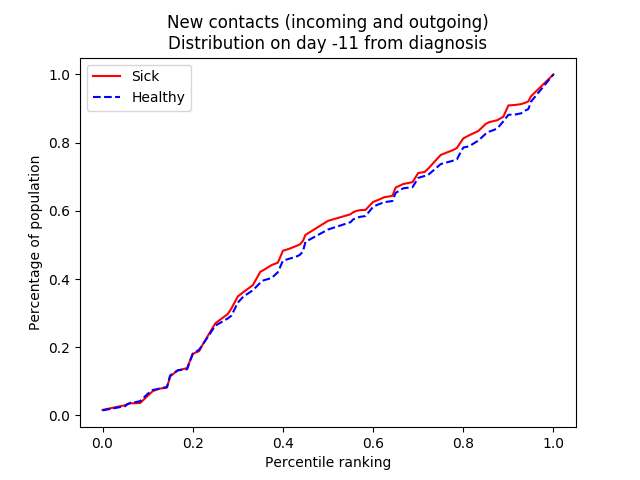 New contacts (incoming and outgoing)
Distribution on day -11 from diagnosis
Sick
Healthy
1.0
0.8
0.6
0.4
0.2
0.0
Percentage of population
0.0 0.2 0.4 0.6 0.8 1.0
Percentile ranking